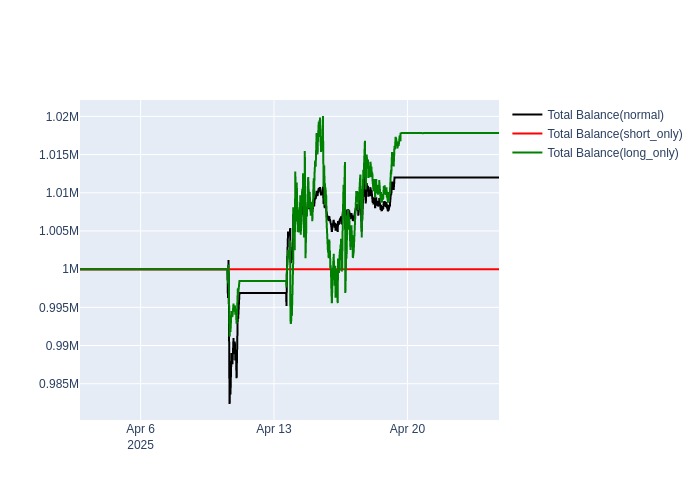 1.02M
1.015M
1.01M
1.005M
1M
0.995M
0.99M
0.985M
Apr 6
2025
Apr 13
Apr 20
Total Balance(normal)
Total Balance(short_only)
Total Balance(long_only)